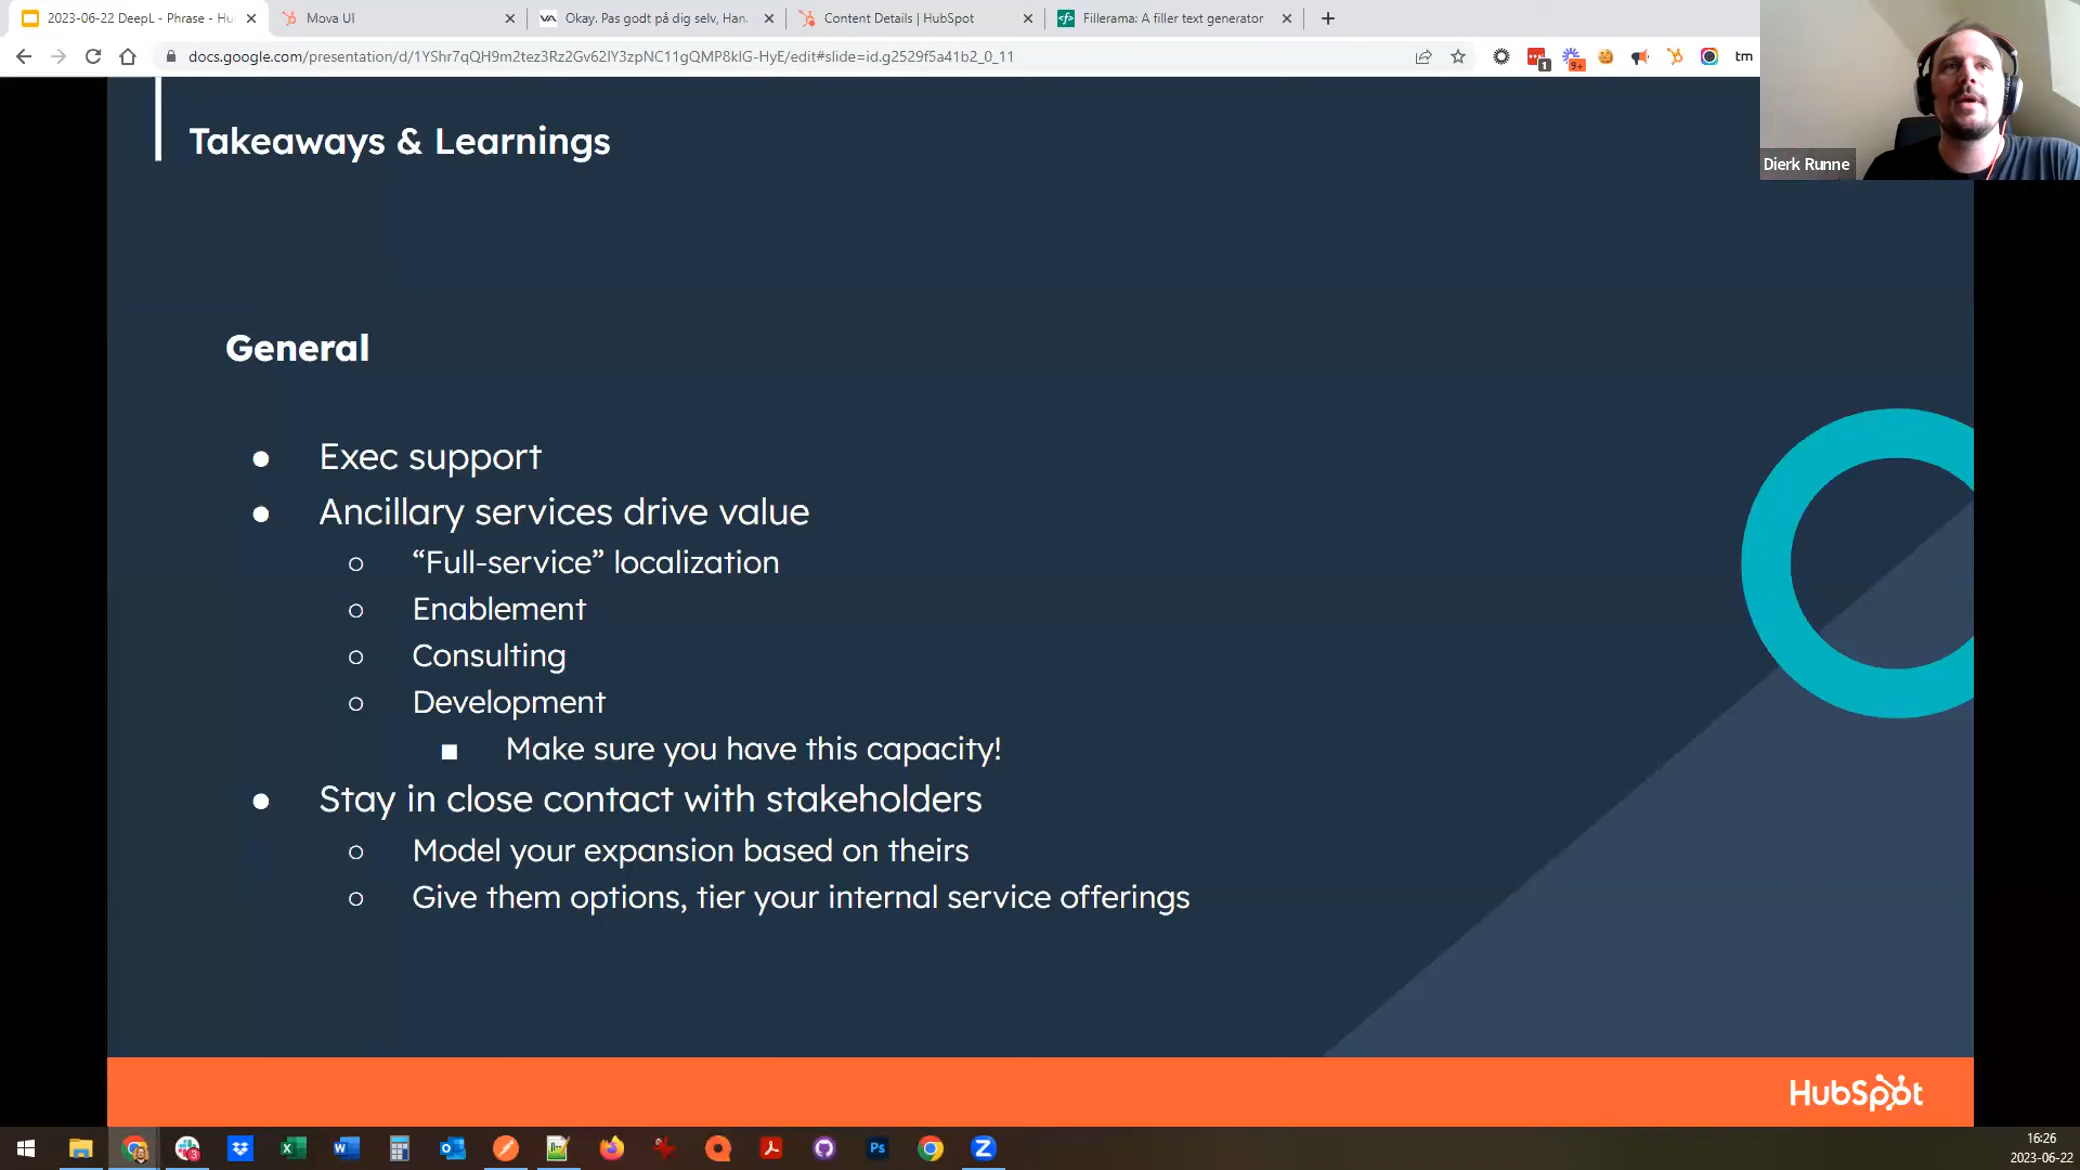 2023-06-22 DeepL - Phrase - Hu
Mova UI
Okay. Pas godt på dig selv, Han.
Content Details | HubSpot
Fillerama: A filler text generator
docs.google.com/presentation/d/1YShr7qQH9m2tez3Rz2Gv62lY3zpNC11gQMP8klG-HyE/edit#slide=id.g2529f5a41b2_0_11
1
9+
tm
Dierk Runne
Takeaways & Learnings
General
● Exec support
● Ancillary services drive value
○ “Full-service” localization
○ Enablement
○ Consulting
○ Development
■ Make sure you have this capacity!
● Stay in close contact with stakeholders
○ Model your expansion based on theirs
○ Give them options, tier your internal service offerings
HubSpot
3
Ps
16:26
2023-06-22